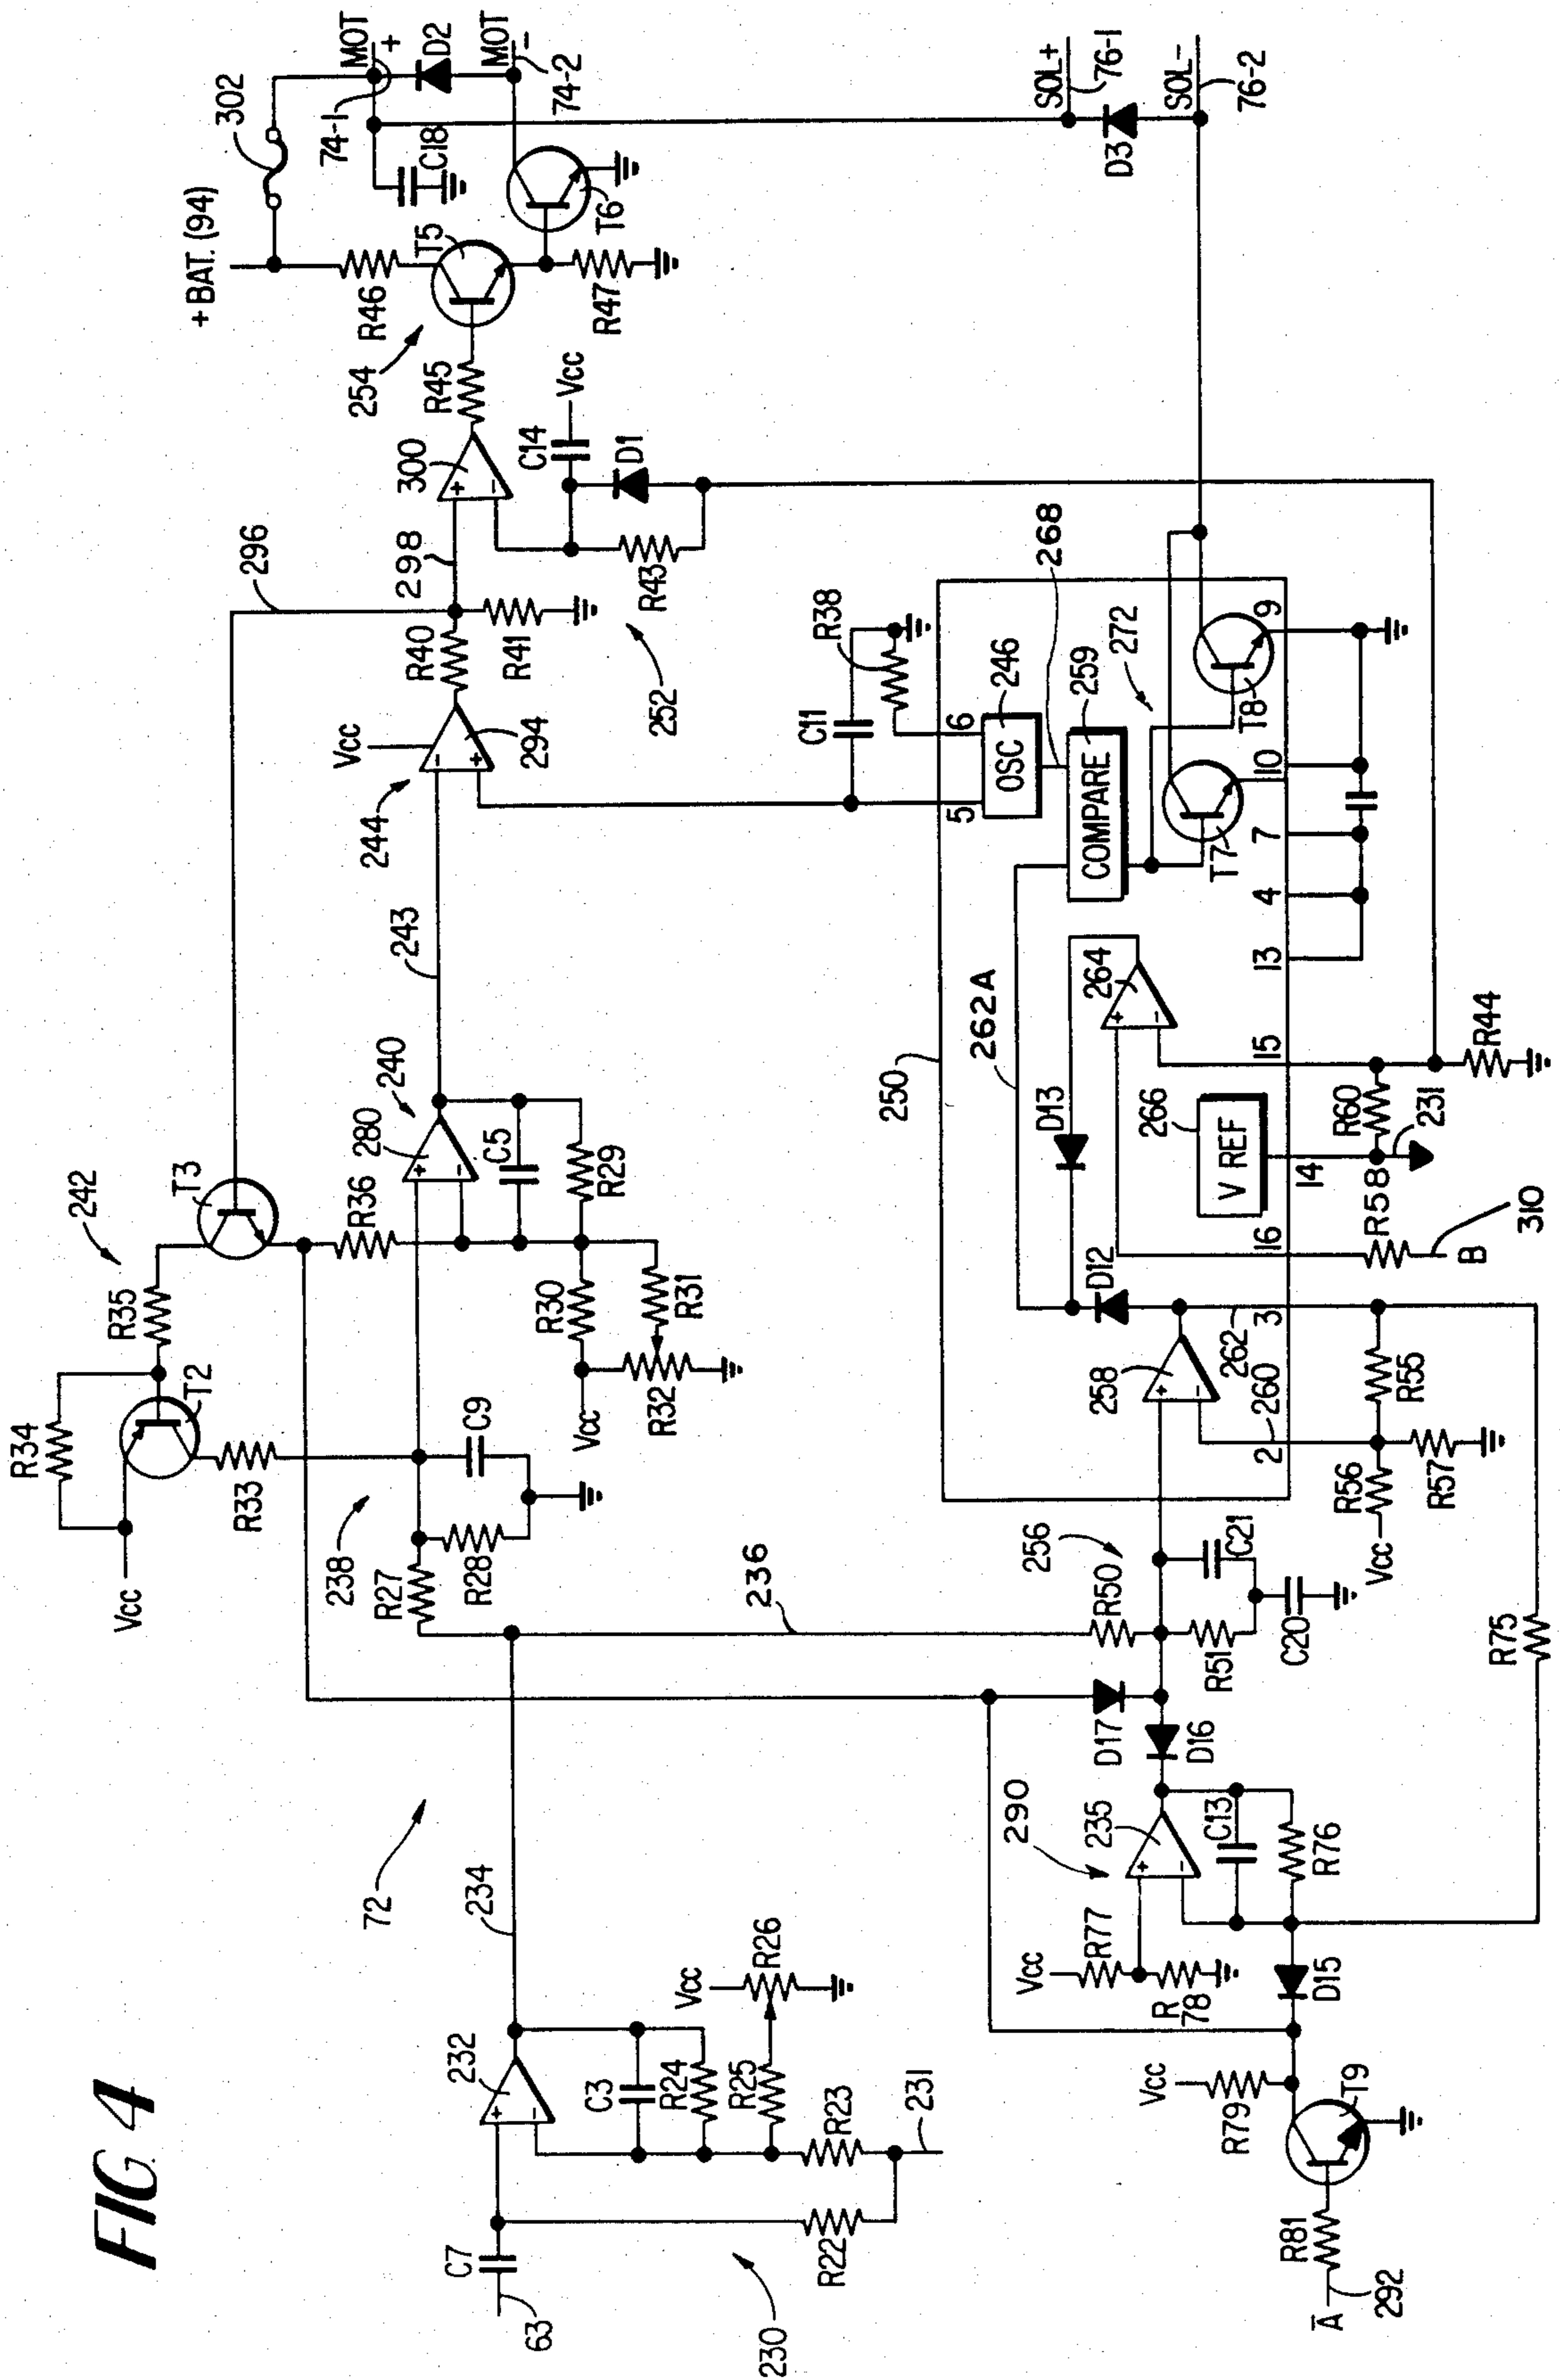 FIG 4
+BAT. (94)
302
MOT
+
74-1
D2
MOT
-
74-2
C18
T5
T6
R46
R47
254
R45
300
+
-
C14
Vcc
D1
R43
252
296
298
R40
R41
Vcc
294
-
+
244
243
240
280
+
-
C5
R29
R30
R31
R32
Vcc
R36
T3
242
R35
T2
R34
Vcc
R33
C9
238
R27
R28
236
72
234
232
+
-
C3
R24
R25
Vcc
R26
R23
231
R22
C7
63
230
SOL+
76-1
D3
SOL-
76-2
R38
C11
268
6
246
OSC
5
259
COMPARE
272
T8
9
T7
10
7
4
13
262A
264
+
-
250
D13
266
V REF
15
R44
R60
231
14
R58
16
310
B
D12
258
+
-
262
3
260
2
R55
R56
R57
Vcc
256
R50
C21
R51
C20
R75
D17
D16
290
235
+
-
C13
R76
Vcc
R77
R
78
D15
Vcc
R79
T9
R81
A̅
292